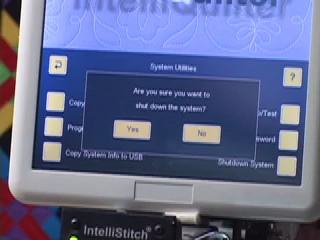 IntelliQuilter
System Utilities
?
Are you sure you want to
shut down the system?
Copy
Yes
No
Copy System Info to USB
Shutdown System
IntelliStitch